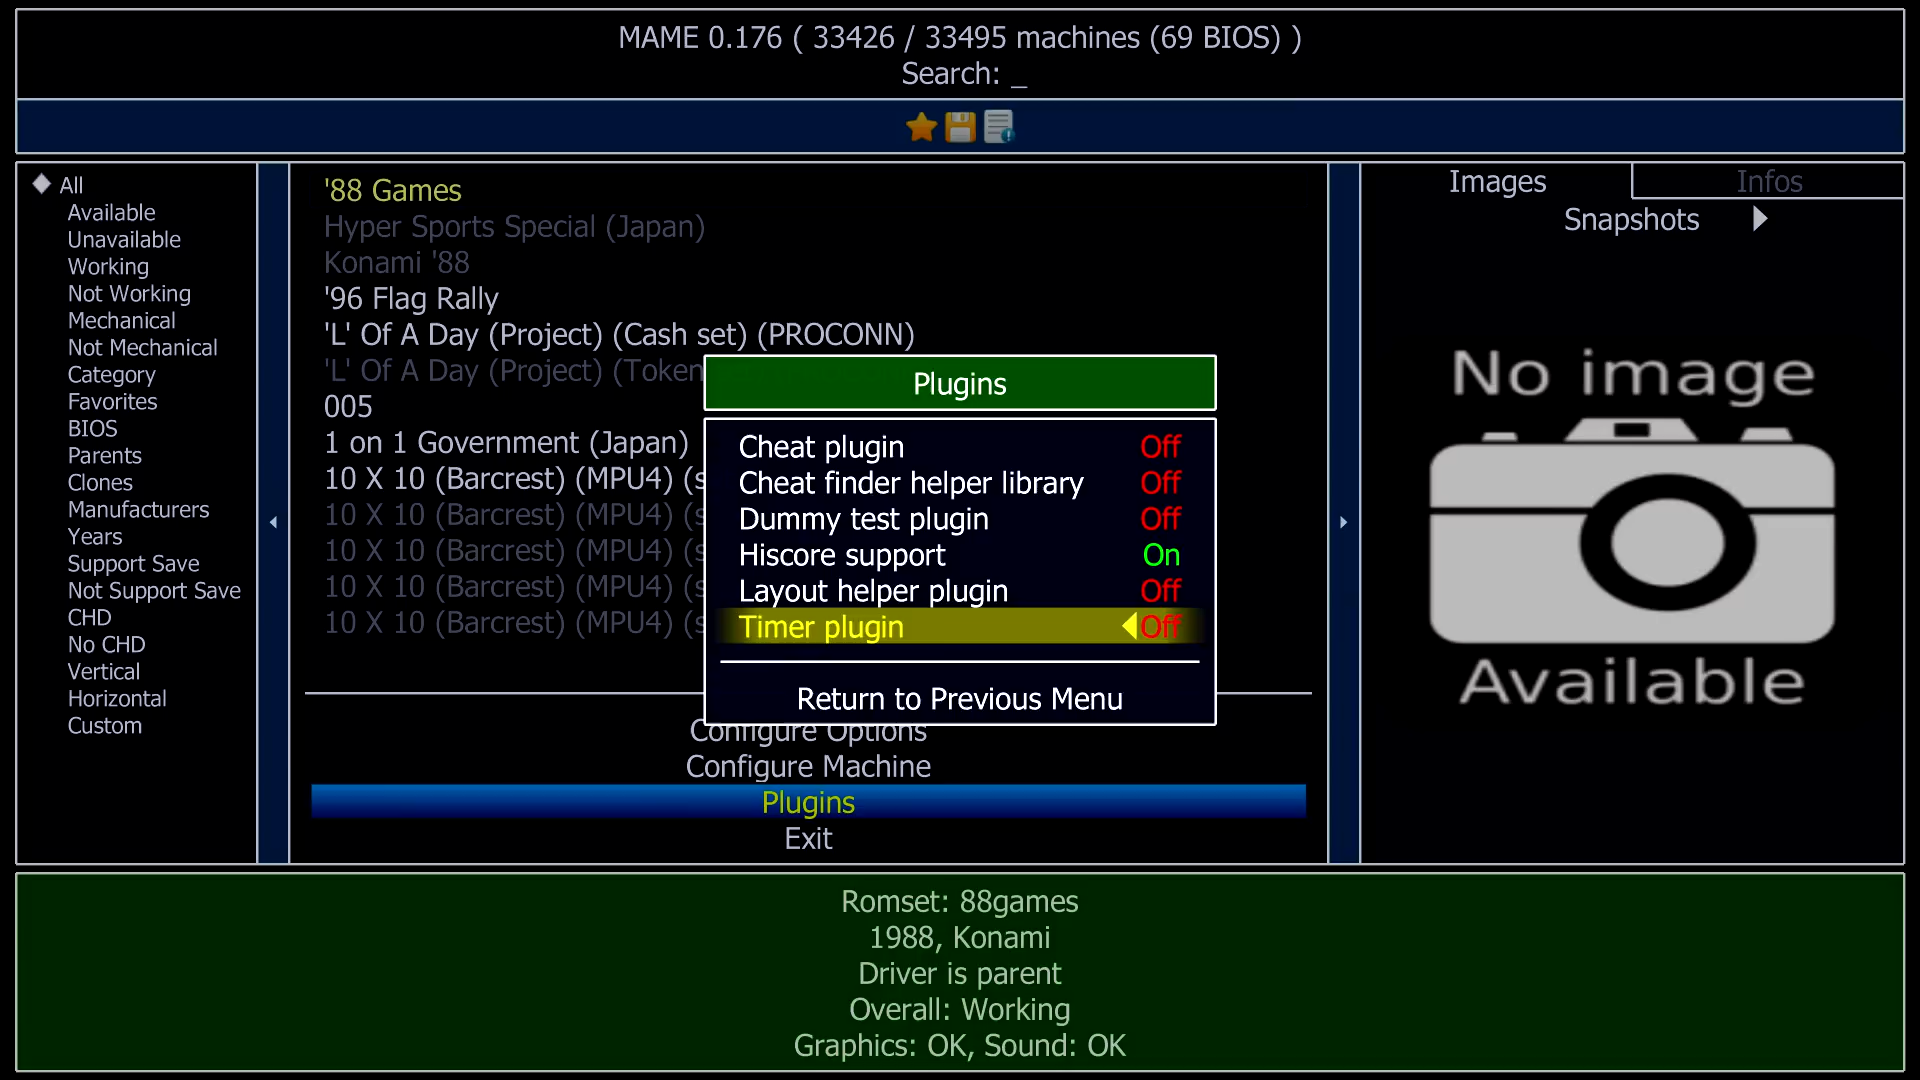 MAME 0.176 ( 33426 / 33495 machines (69 BIOS) )
Search: _
All
Available
Unavailable
Working
Not Working
Mechanical
Not Mechanical
Category
Favorites
BIOS
Parents
Clones
Manufacturers
Years
Support Save
Not Support Save
CHD
No CHD
Vertical
Horizontal
Custom
'88 Games
Hyper Sports Special (Japan)
Konami '88
'96 Flag Rally
'L' Of A Day (Project) (Cash set) (PROCONN)
'L' Of A Day (Project) (Token
005
1 on 1 Government (Japan)
10 X 10 (Barcrest) (MPU4) (s
10 X 10 (Barcrest) (MPU4) (s
10 X 10 (Barcrest) (MPU4) (s
10 X 10 (Barcrest) (MPU4) (s
10 X 10 (Barcrest) (MPU4) (s
Configure Options
Configure Machine
Plugins
Exit
Plugins
Cheat plugin Off
Cheat finder helper library Off
Dummy test plugin Off
Hiscore support On
Layout helper plugin Off
Timer plugin Off
Return to Previous Menu
Images Infos
Snapshots
No image
Available
Romset: 88games
1988, Konami
Driver is parent
Overall: Working
Graphics: OK, Sound: OK